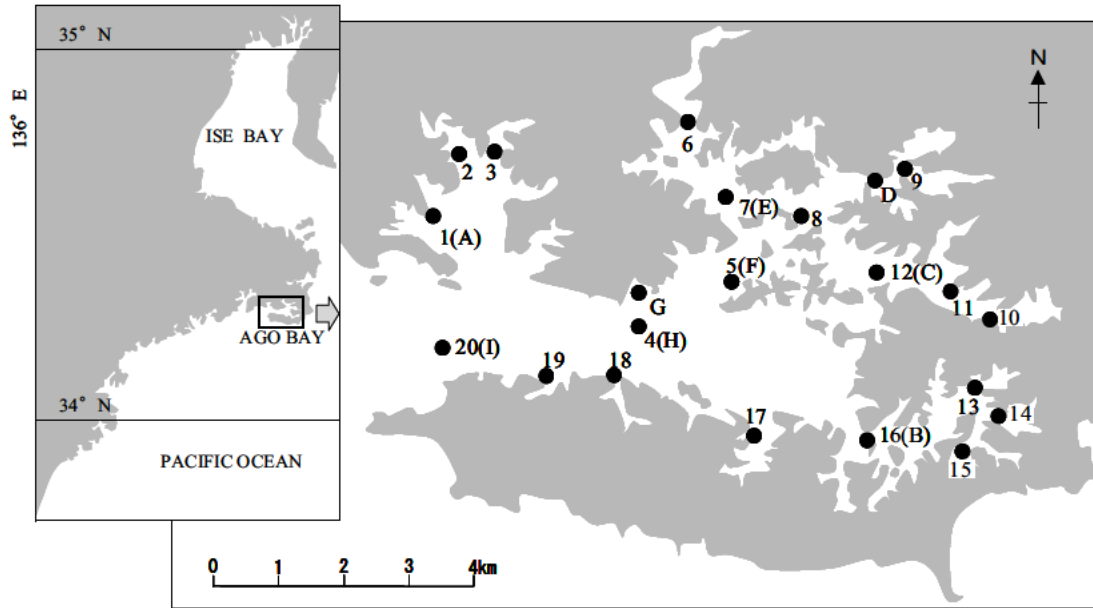 35° N
136° E
ISE BAY
AGO BAY
34° N
PACIFIC OCEAN
N
6
2
3
9
D
7(E)
8
1(A)
5(F)
12(C)
G
11
10
4(H)
20(I)
19
18
13
14
17
16(B)
15
0 1 2 3 4km